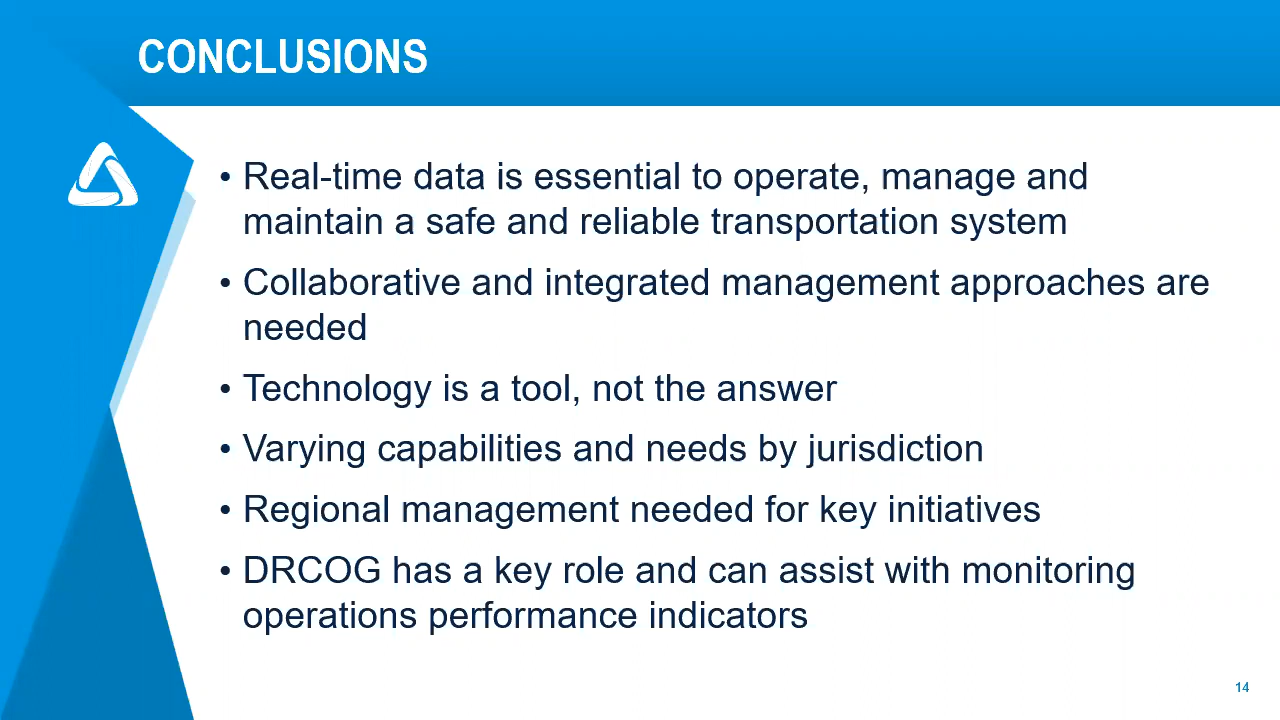 CONCLUSIONS
• Real-time data is essential to operate, manage and
maintain a safe and reliable transportation system
• Collaborative and integrated management approaches are
needed
• Technology is a tool, not the answer
• Varying capabilities and needs by jurisdiction
• Regional management needed for key initiatives
• DRCOG has a key role and can assist with monitoring
operations performance indicators
14